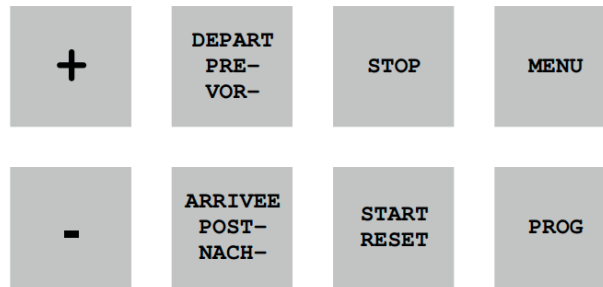 +
DEPART
PRE-
VOR-
STOP
MENU
-
ARRIVEE
POST-
NACH-
START
RESET
PROG